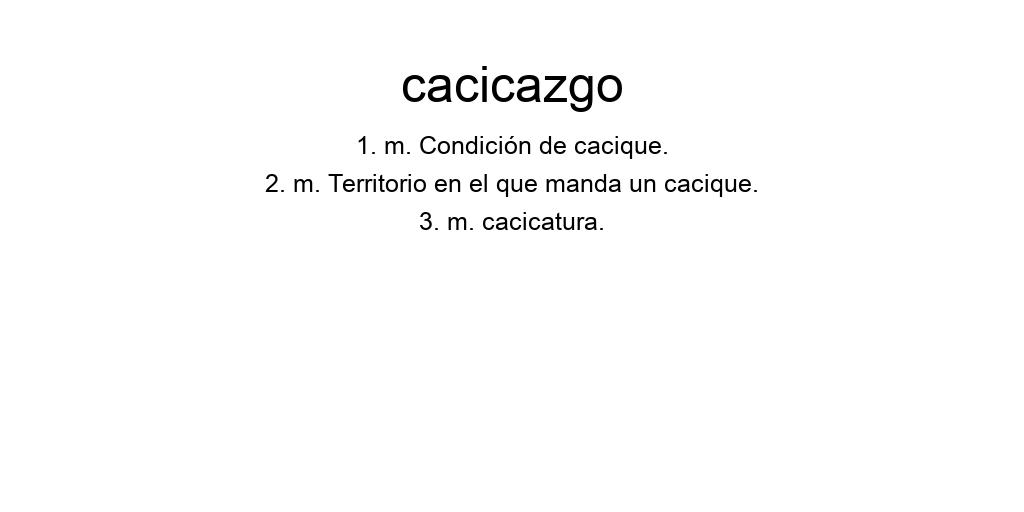 cacicazgo
1. m. Condición de cacique.
2. m. Territorio en el que manda un cacique.
3. m. cacicatura.